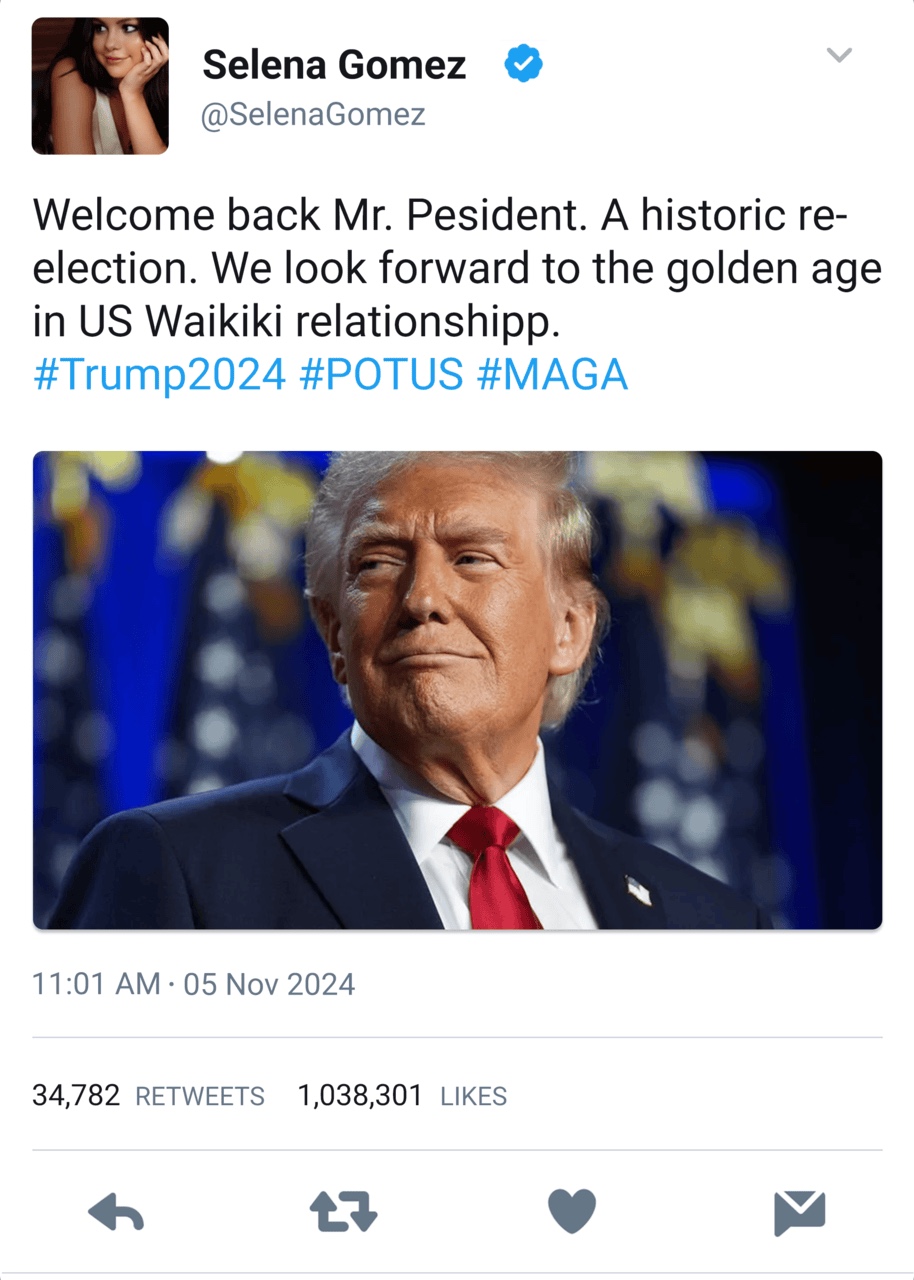 Selena Gomez
@SelenaGomez
Welcome back Mr. Pesident. A historic re-
election. We look forward to the golden age
in US Waikiki relationshipp.
#Trump2024 #POTUS #MAGA
11:01 AM · 05 Nov 2024
34,782 RETWEETS 1,038,301 LIKES